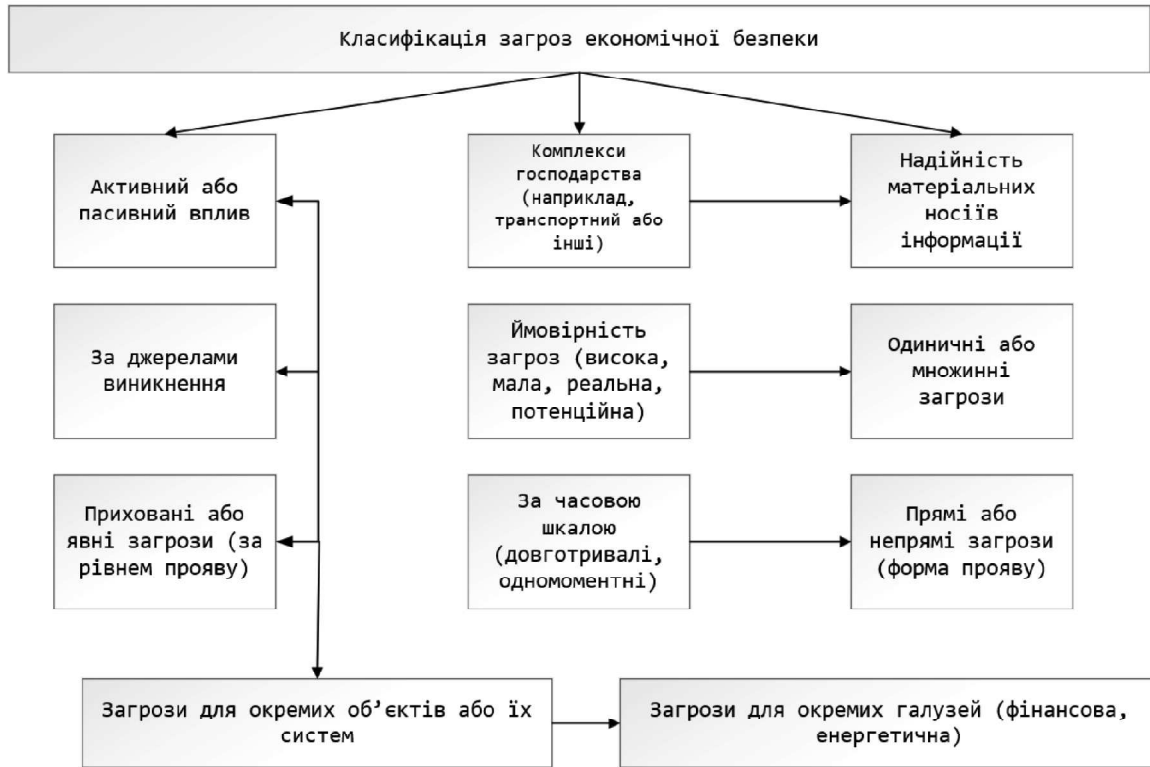 Класифікація загроз економічної безпеки
Активний або
пасивний вплив
Комплекси
господарства
(наприклад,
транспортний або
інші)
Надійність
матеріальних
носіїв
інформації
За джерелами
виникнення
Ймовірність
загроз (висока,
мала, реальна,
потенційна)
Одиничні або
множинні
загрози
Приховані або
явні загрози (за
рівнем прояву)
За часовою
шкалою
(довготривалі,
одномоментні)
Прямі або
непрямі загрози
(форма прояву)
Загрози для окремих об’єктів або їх
систем
Загрози для окремих галузей (фінансова,
енергетична)